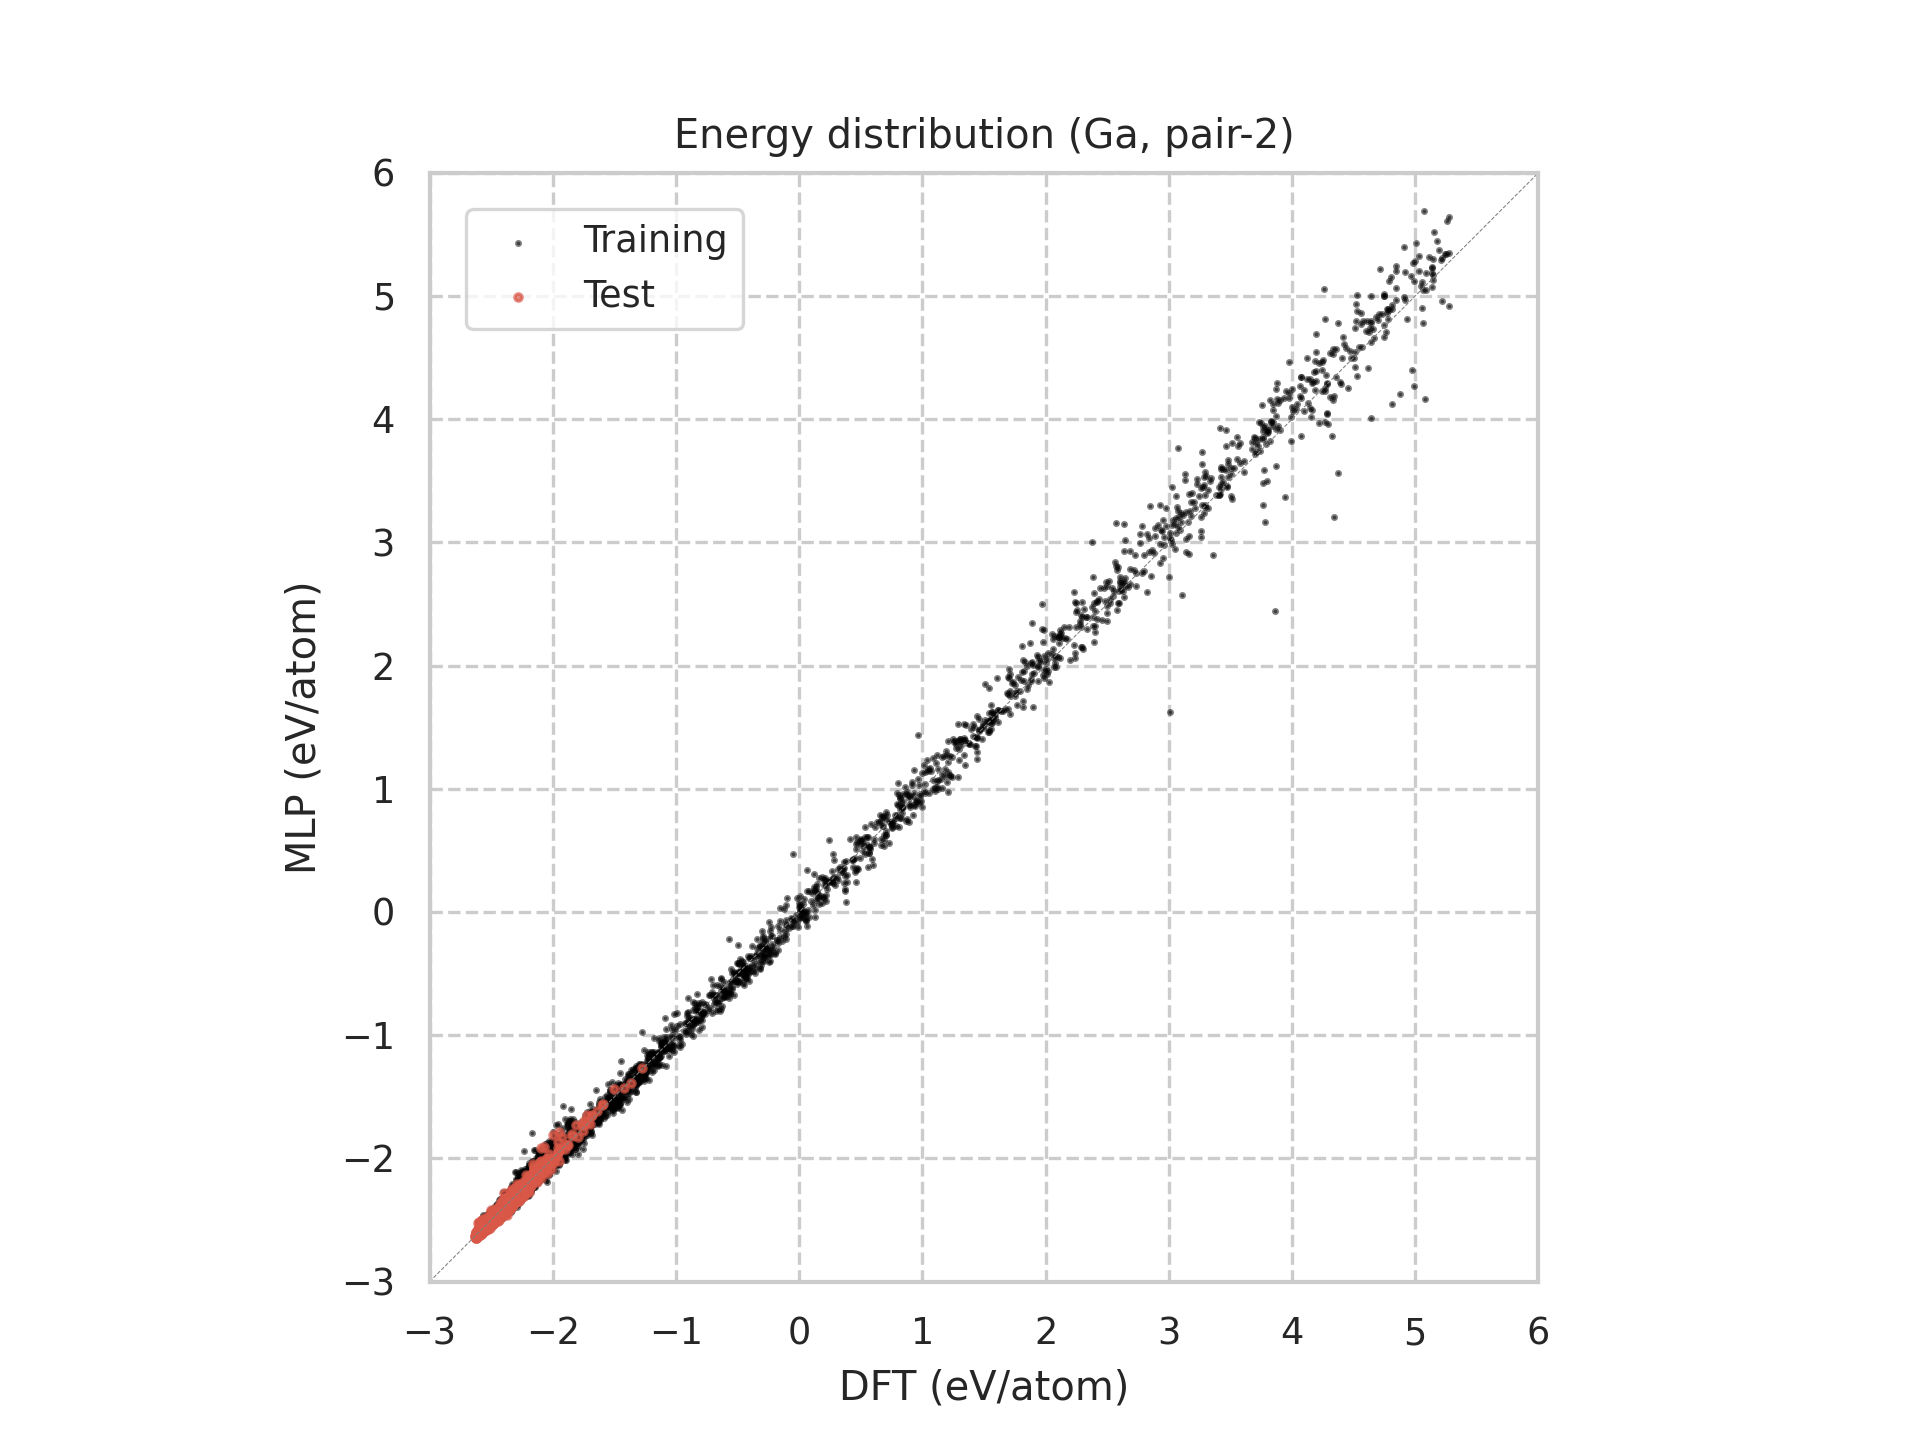 Energy distribution (Ga, pair-2)
Training
Test
MLP (eV/atom)
6
5
4
3
2
1
0
−1
−2
−3
−3 −2 −1 0 1 2 3 4 5 6
DFT (eV/atom)